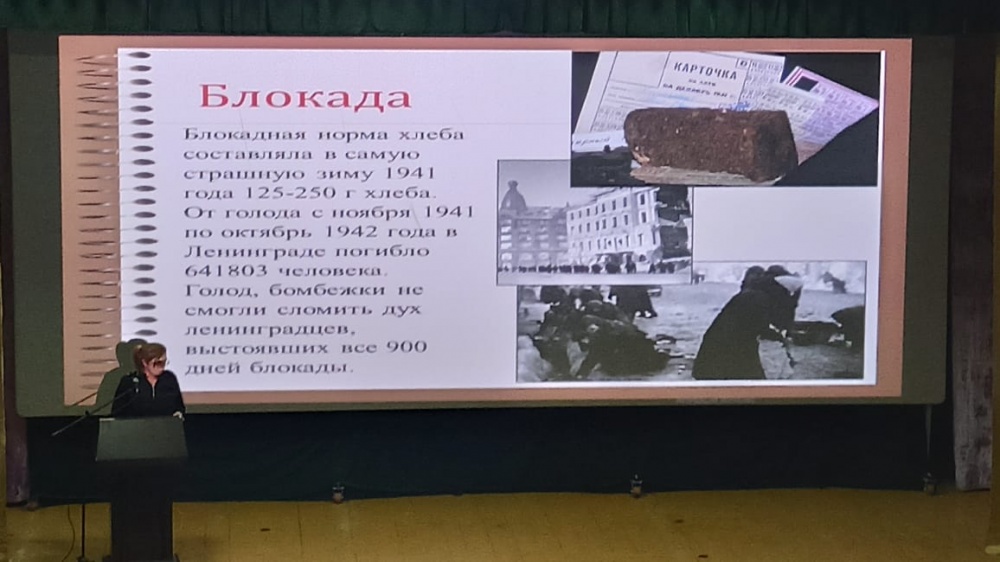 Блокада
Блокадная норма хлеба
составляла в самую
страшную зиму 1941
года 125-250 г хлеба.
От голода с ноября 1941
по октябрь 1942 года в
Ленинграде погибло
641803 человека.
Голод, бомбежки не
смогли сломить дух
ленинградцев,
выстоявших все 900
дней блокады.
КАРТОЧКА